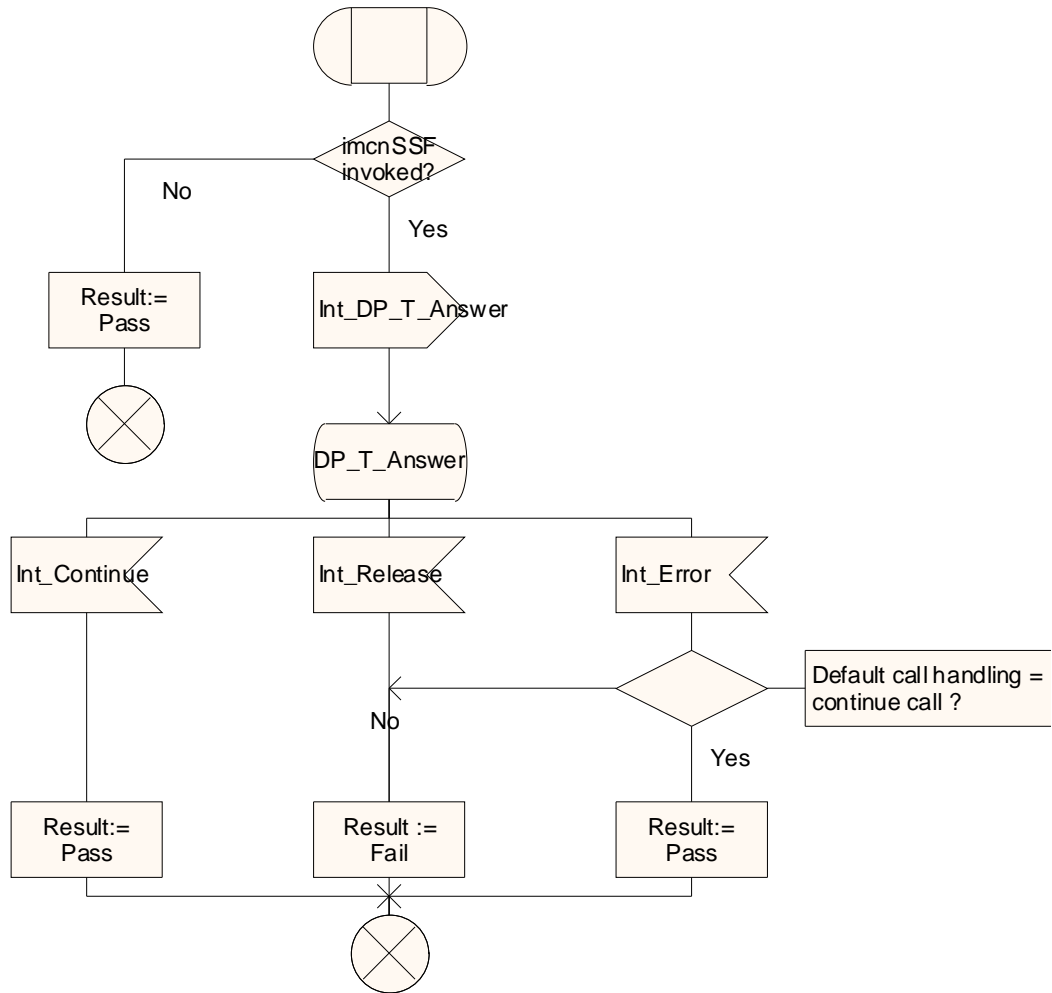 imcnSSF
invoked?
No
Yes
Result:=
Pass
Int_DP_T_Answer
DP_T_Answer
Int_Continue
Int_Release
Int_Error
Default call handling =
continue call ?
No
Yes
Result:=
Pass
Result :=
Fail
Result:=
Pass